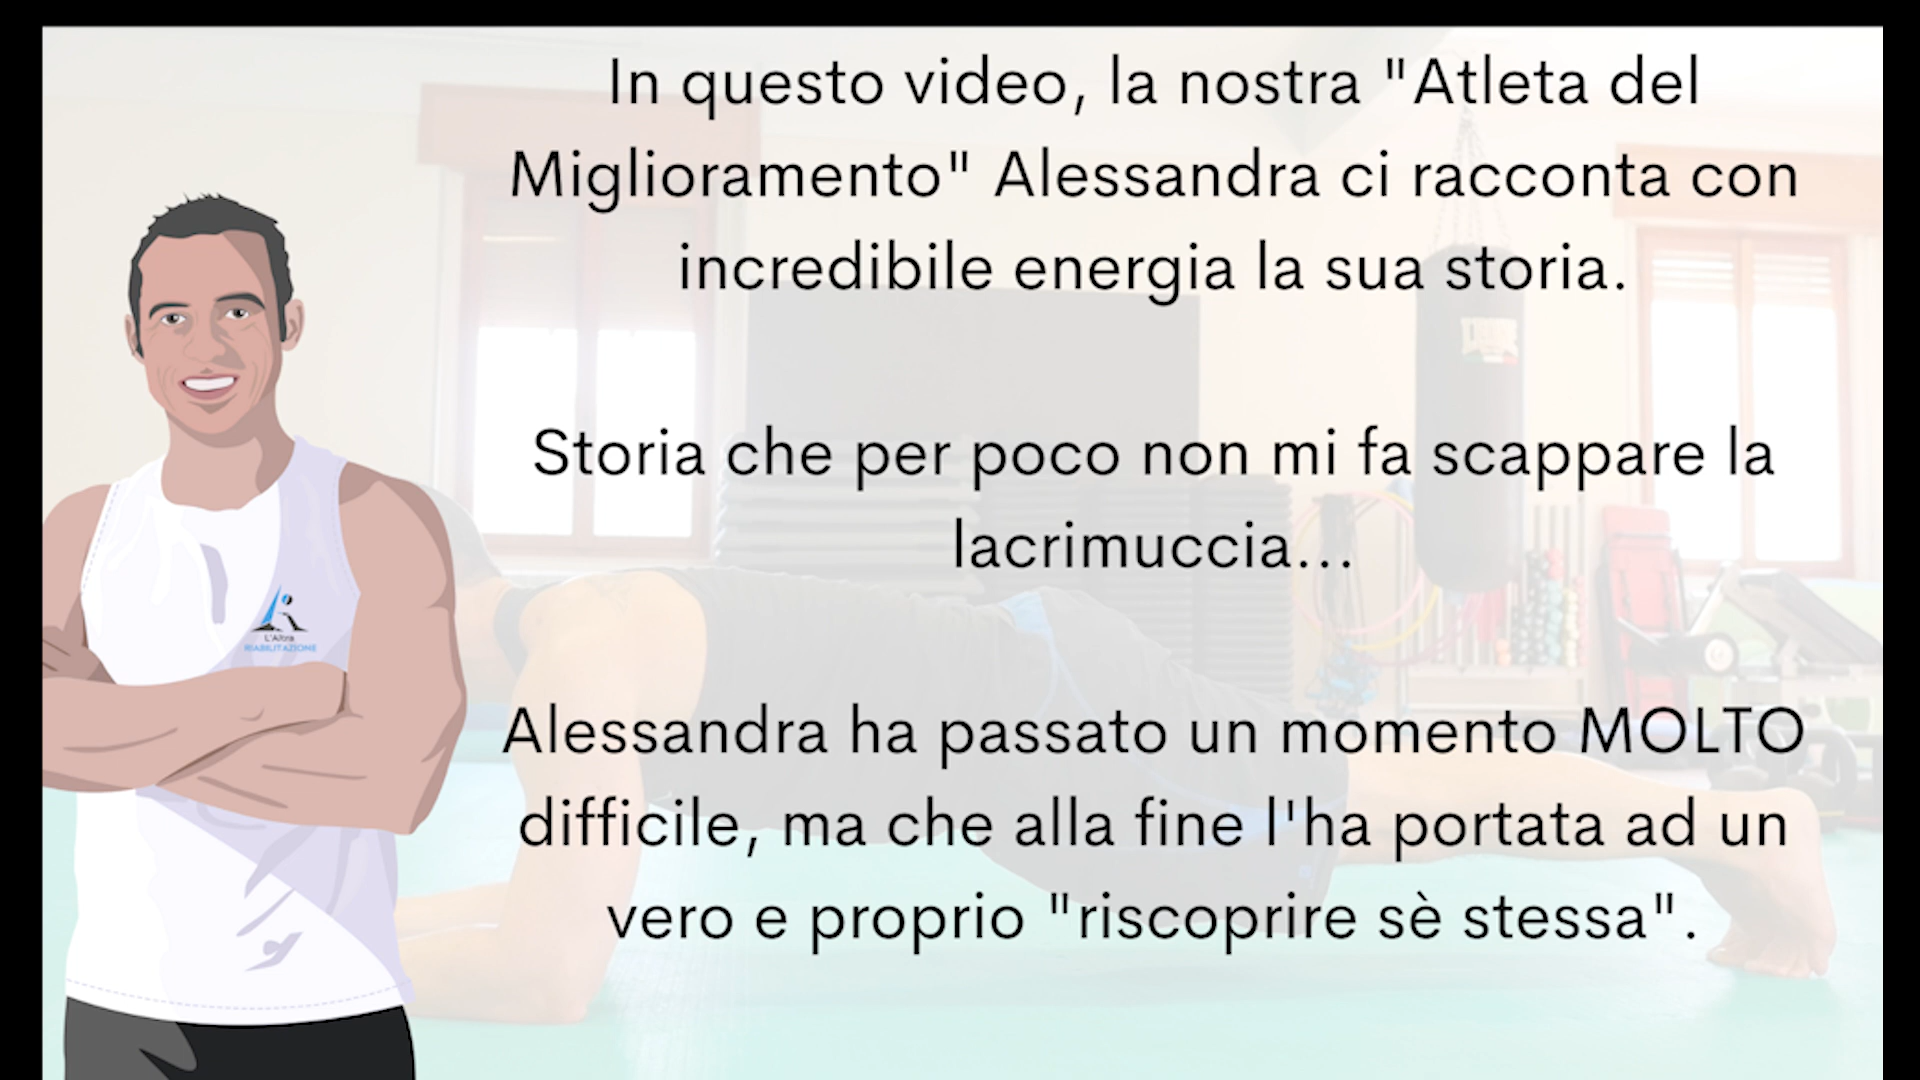 In questo video, la nostra "Atleta del
Miglioramento" Alessandra ci racconta con
incredibile energia la sua storia.
Storia che per poco non mi fa scappare la
lacrimuccia...
Alessandra ha passato un momento MOLTO
difficile, ma che alla fine l'ha portata ad un
vero e proprio "riscoprire sè stessa".
L'Altra
RIABILITAZIONE